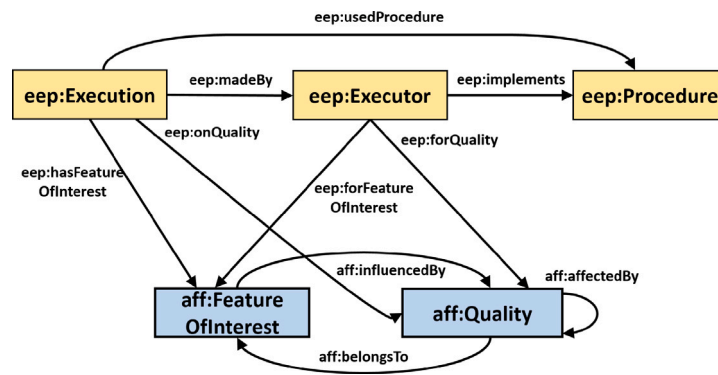 eep:usedProcedure
eep:Execution
eep:madeBy
eep:Executor
eep:implements
eep:Procedure
eep:onQuality
eep:forQuality
eep:hasFeature
OfInterest
eep:forFeature
OfInterest
aff:influencedBy
aff:affectedBy
aff:Feature
OfInterest
aff:Quality
aff:belongsTo